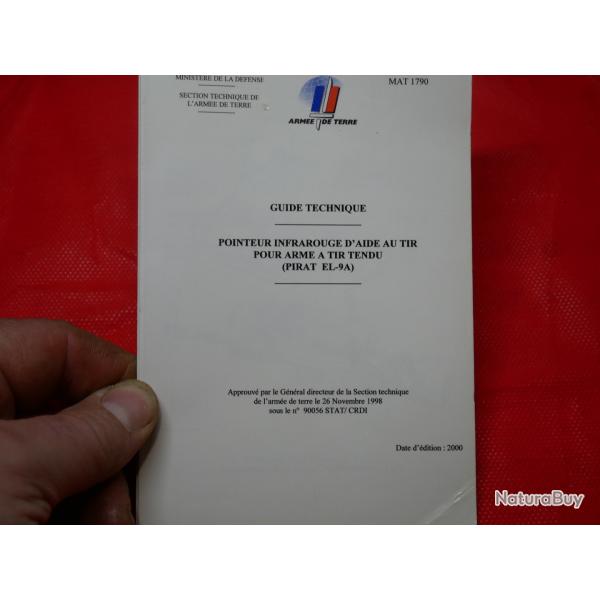 MINISTERE DE LA DEFENSE
MAT 1790
SECTION TECHNIQUE DE
L'ARMEE DE TERRE
ARMEE DE TERRE
GUIDE TECHNIQUE
POINTEUR INFRAROUGE D'AIDE AU TIR
POUR ARME A TIR TENDU
(PIRAT EL-9A)
Approuvé par le Général directeur de la Section technique
de l'armée de terre le 26 Novembre 1998
sous le n° 90056 STAT/ CRDI
Date d'édition : 2000
NaturaBuy